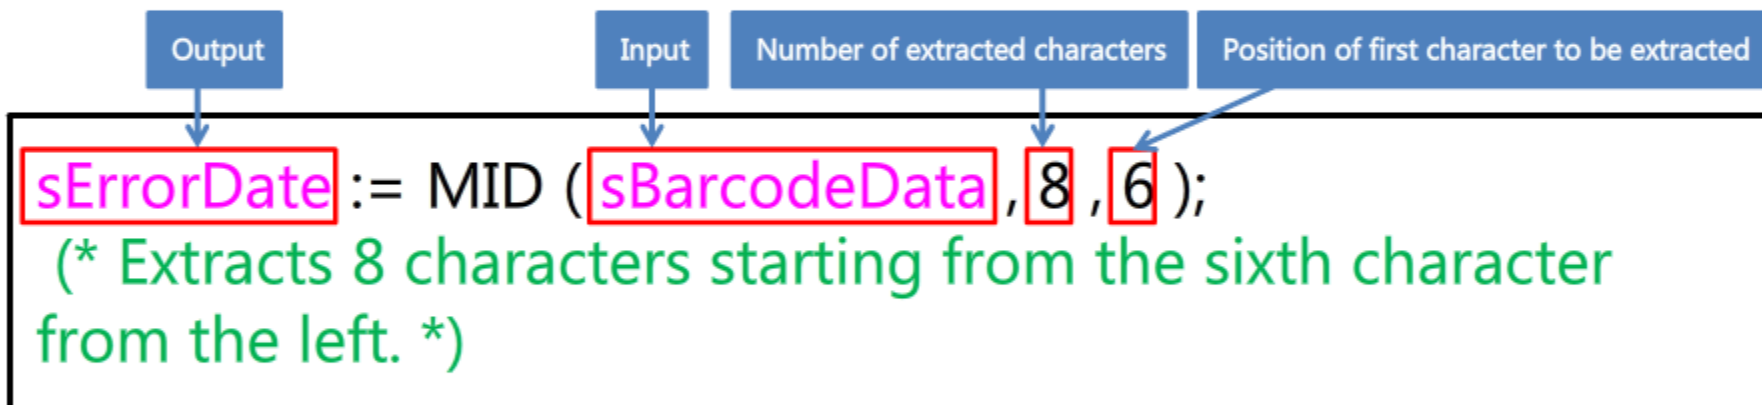 Output Input Number of extracted characters Position of first character to be extracted
sErrorDate := MID ( sBarcodeData , 8 , 6 );
(* Extracts 8 characters starting from the sixth character
from the left. *)